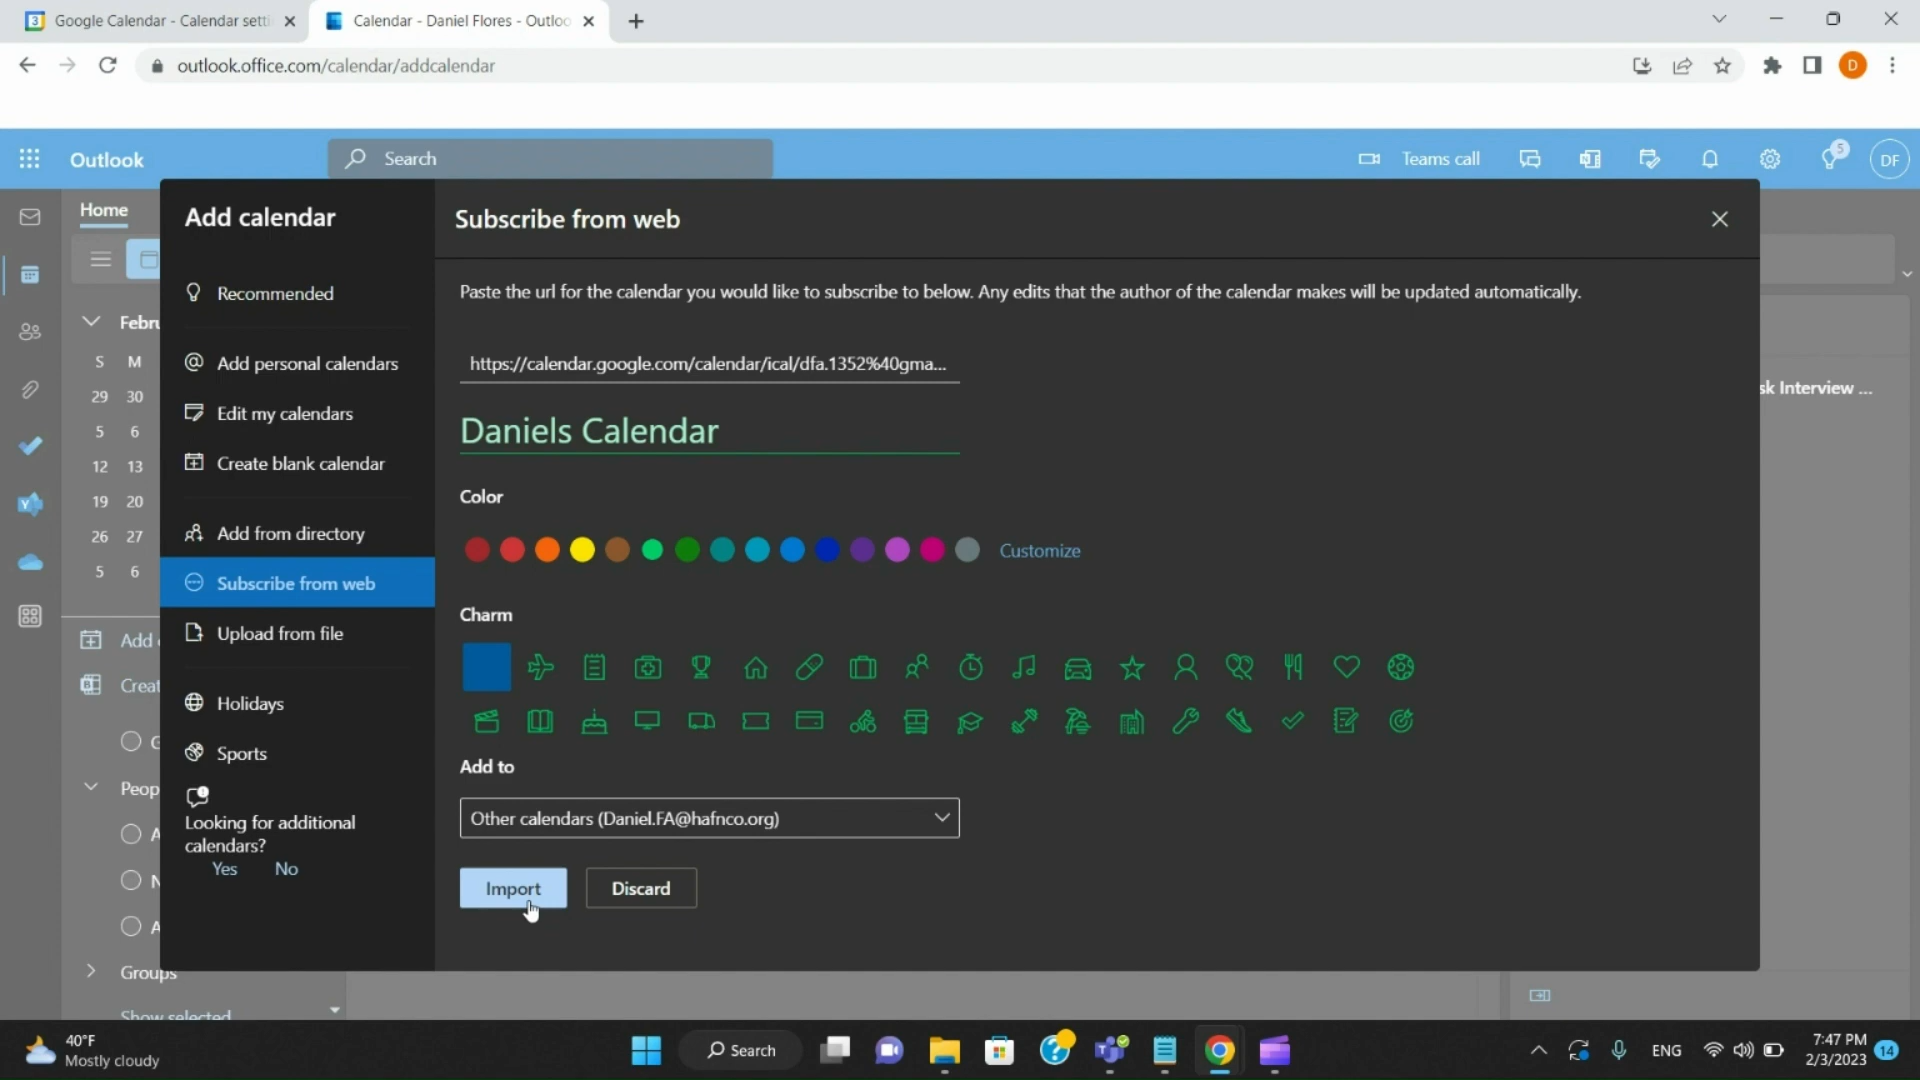 Google Calendar - Calendar setti
Calendar - Daniel Flores - Outloo
outlook.office.com/calendar/addcalendar
D
Outlook
Search
Teams call
5
DF
Home
Add calendar
Subscribe from web
Recommended
Paste the url for the calendar you would like to subscribe to below. Any edits that the author of the calendar makes will be updated automatically.
Febru
S M
29 30
5 6
12 13
19 20
26 27
5 6
Add personal calendars
https://calendar.google.com/calendar/ical/dfa.1352%40gma...
sk Interview ...
Edit my calendars
Daniels Calendar
Create blank calendar
Color
Add from directory
Customize
Subscribe from web
Charm
Upload from file
Add
Creat
Holidays
Sports
Add to
Peop
Looking for additional
calendars?
Yes No
Other calendars (Daniel.FA@hafnco.org)
Import
Discard
Groups
Show selected
40°F
Mostly cloudy
Search
ENG
7:47 PM
2/3/2023
14